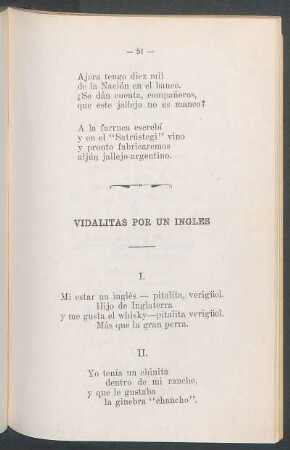 — 51 —
Ajora tengo diez mil
de la Nación en el banco.
¡Se dán cuenta, compañeros,
que este jallejo no es manco?
A la farruca escrebí
y en el "Satrústegi" vino
y pronto fabricaremos
aljún jallejo-argentino.
VIDALITAS POR UN INGLES
I.
Mi estar un inglés — pitalita, verigüel.
Hijo de Inglaterra
y me gusta el whisky—pitalita verigüel.
Más que la gran perra.
II.
Yo tenía un chinita
dentro de mi rancho,
y que le gustaba
la ginebra "chancho".